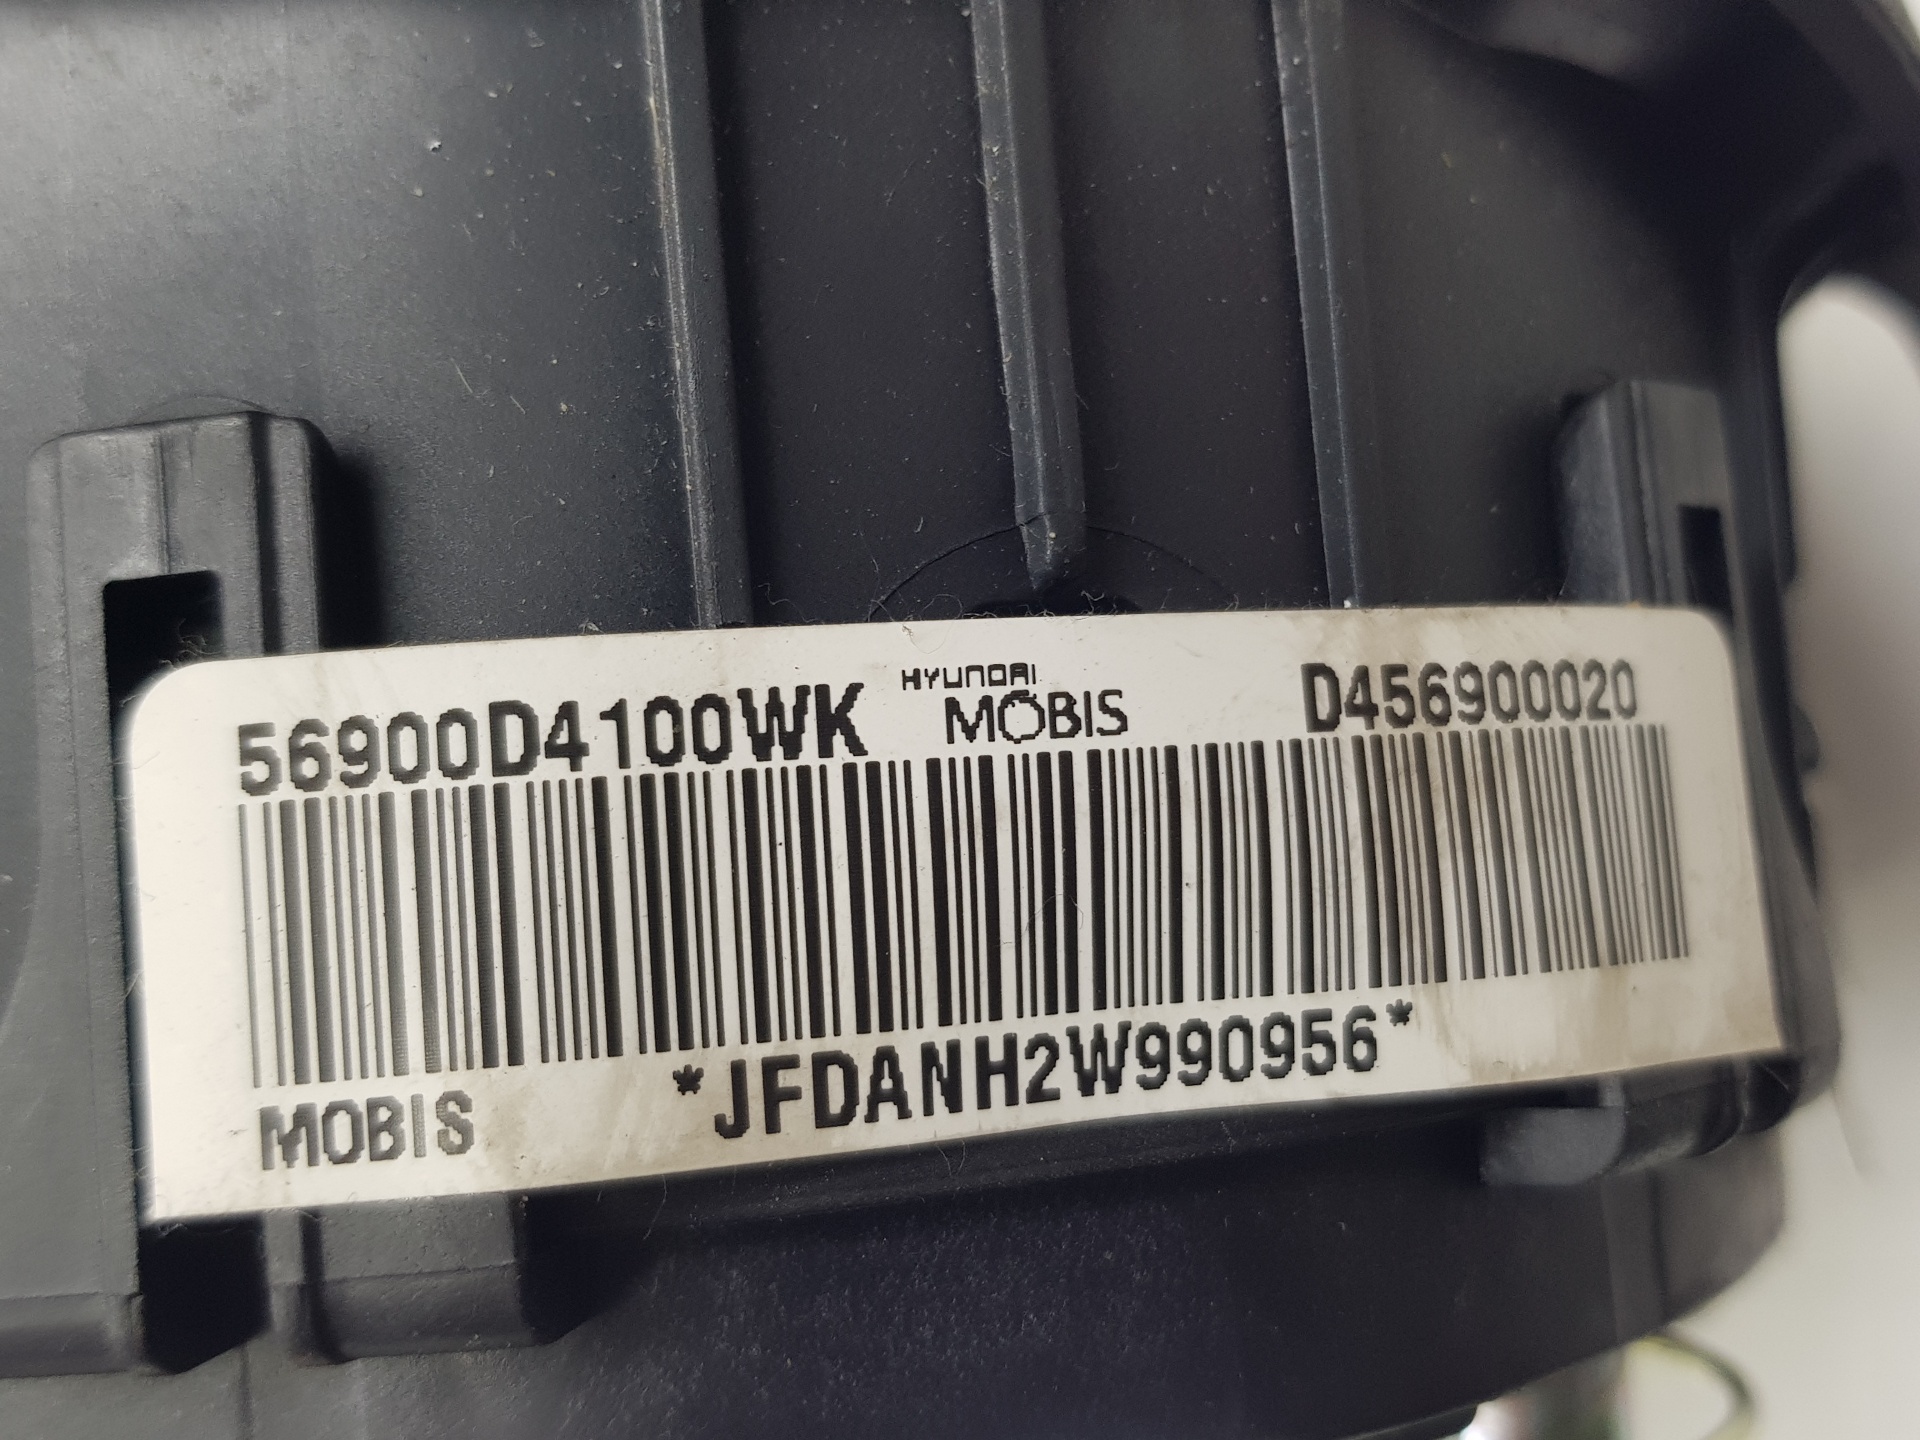 56900D4100WK HYUNDAI MOBIS D456900020
*JFDANH2W990956*
MOBIS